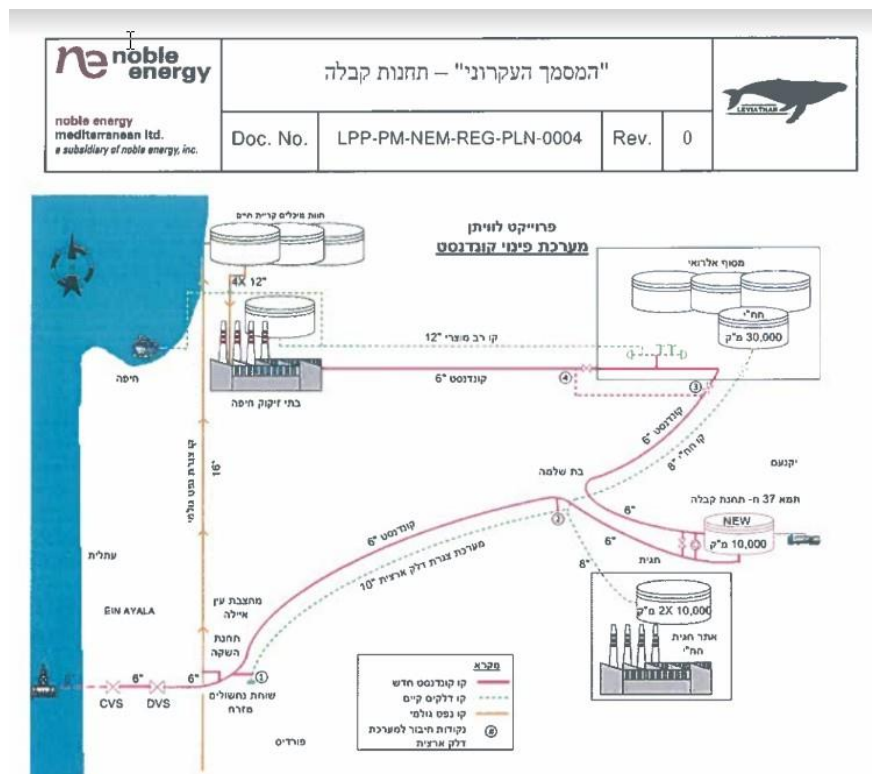 noble energy
noble energy mediterranean ltd.
a subsidiary of noble energy, inc.
"המסמך העקרוני" – תחנות קבלה
Doc. No.
LPP-PM-NEM-REG-PLN-0004
Rev.
0
LEVIATHAN
פרוייקט לוויתן
מערכת פינוי קונדנסט
חוות מיכלים קריית חיים
4X 12"
מסוף אלרואי
חח"י
30,000 מ"ק
קו רב מוצרי 12"
קונדנסט 6"
4
3
חיפה
בתי זיקוק חיפה
קו צנרת נפט גולמי
16"
קונדנסט 6"
קו חח"י 8"
יקנעם
בת שלמה
תמא 37 ח- תחנת קבלה
NEW
10,000 מ"ק
6"
6"
2
חגית
קונדנסט 6"
מערכת צנרת דלק ארצית 10"
8"
2X 10,000 מ"ק
אתר חגית
חח"י
עתלית
EIN AYALA
מחצבת עין
איילה
תחנת
השקה
6"
6"
6"
1
CVS
DVS
שוחת נחשולים
מזרח
פורדיס
מקרא
קו קונדנסט חדש
קו דלקים קיים
קו נפט גולמי
נקודות חיבור למערכת
דלק ארצית